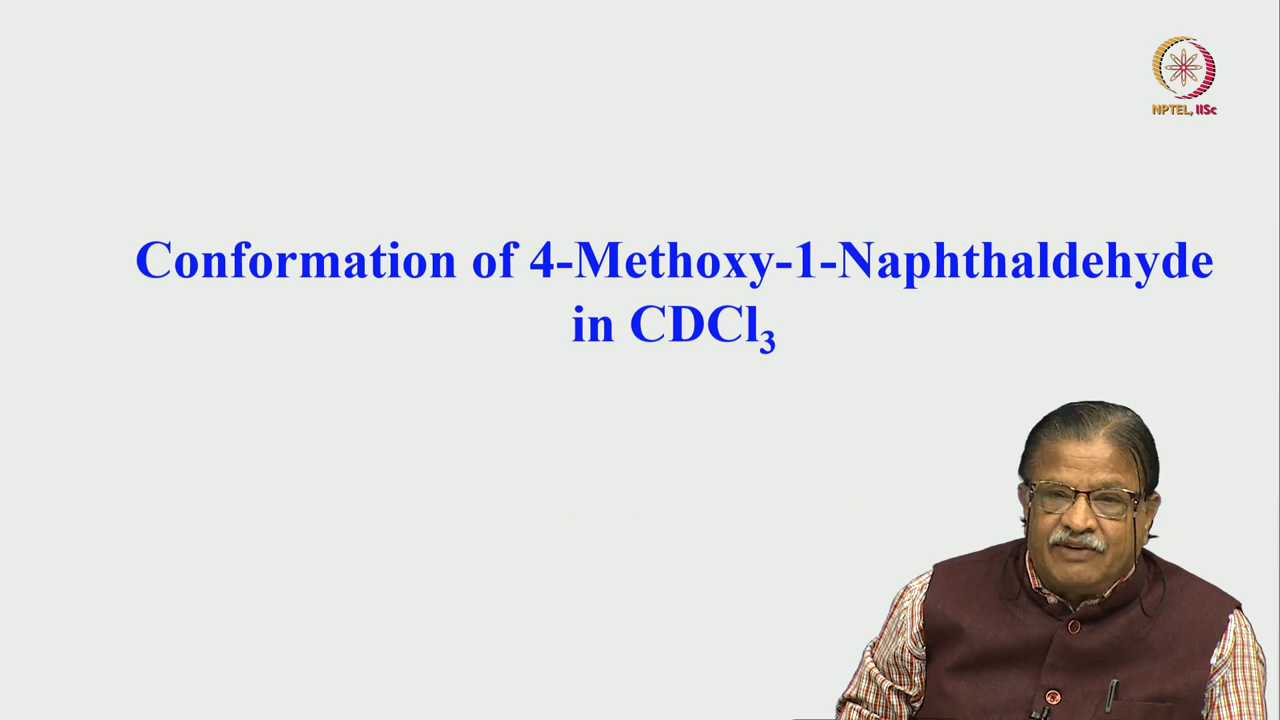 NPTEL, IISc
Conformation of 4-Methoxy-1-Naphthaldehyde
in CDCl₃